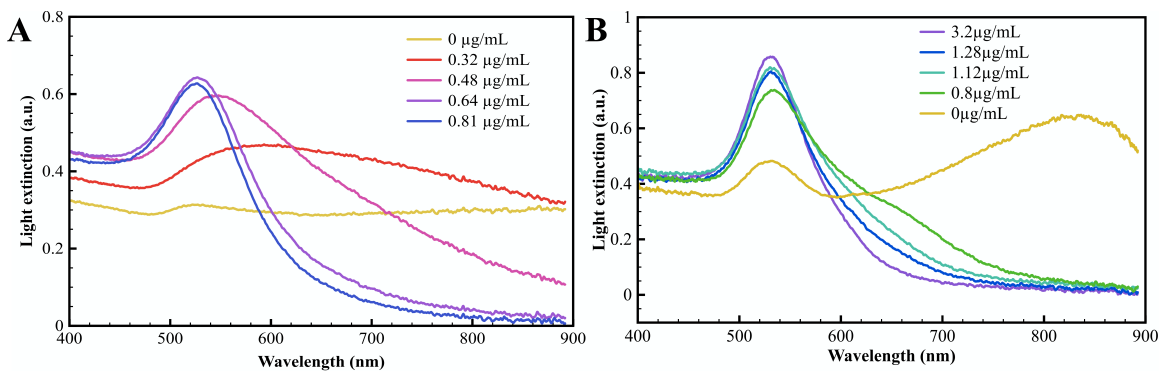 A
0.8
0.6
0.4
0.2
0
Light extinction (a.u.)
0 µg/mL
0.32 µg/mL
0.48 µg/mL
0.64 µg/mL
0.81 µg/mL
400 500 600 700 800 900
Wavelength (nm)
B
1
0.8
0.6
0.4
0.2
0
Light extinction (a.u.)
3.2µg/mL
1.28µg/mL
1.12µg/mL
0.8µg/mL
0µg/mL
400 500 600 700 800 900
Wavelength (nm)